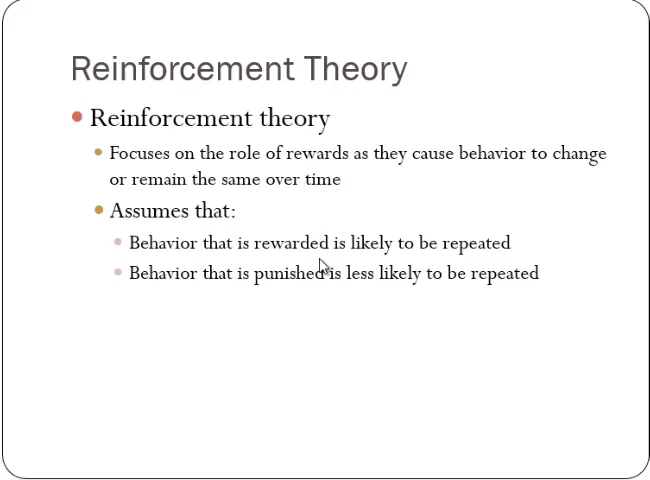 Reinforcement Theory
Reinforcement theory
Focuses on the role of rewards as they cause behavior to change
or remain the same over time
Assumes that:
Behavior that is rewarded is likely to be repeated
Behavior that is punished is less likely to be repeated